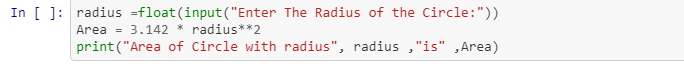 In [ ]: radius =float(input("Enter The Radius of the Circle:"))
Area = 3.142 * radius**2
print("Area of Circle with radius", radius ,"is" ,Area)